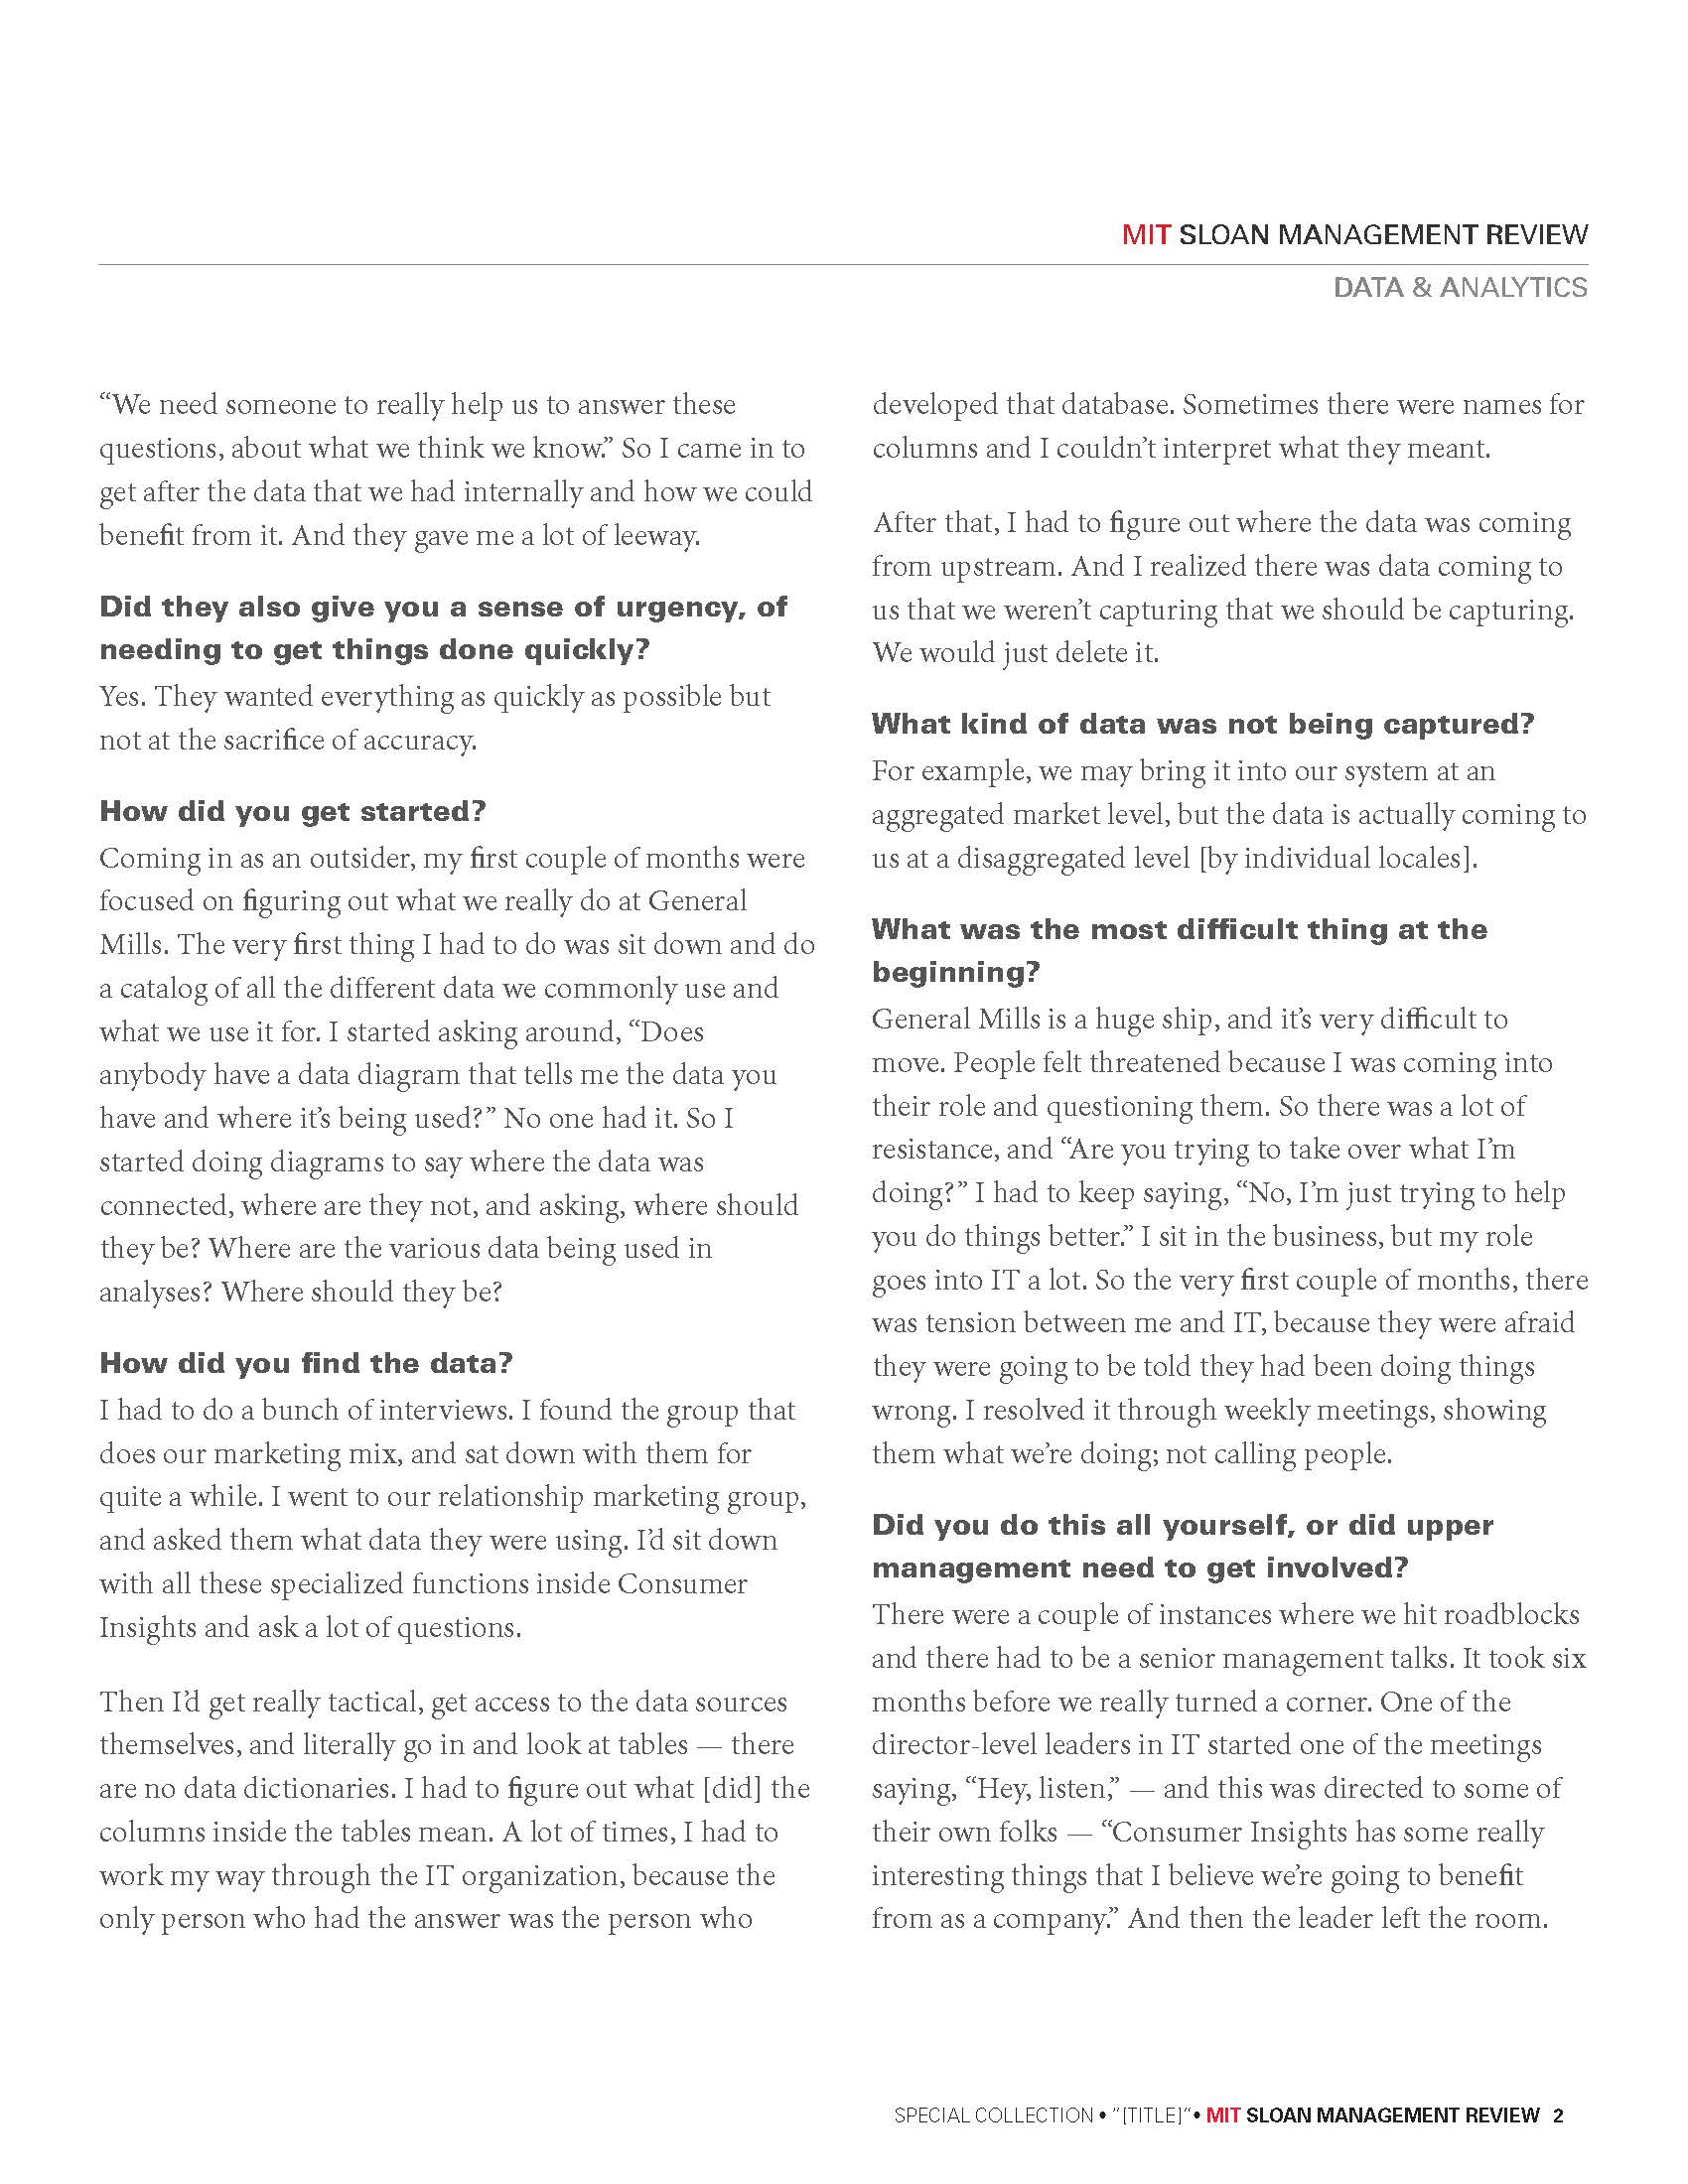 MIT SLOAN MANAGEMENT REVIEW
DATA & ANALYTICS
“We need someone to really help us to answer these
questions, about what we think we know.” So I came in to
get after the data that we had internally and how we could
benefit from it. And they gave me a lot of leeway.
Did they also give you a sense of urgency, of
needing to get things done quickly?
Yes. They wanted everything as quickly as possible but
not at the sacrifice of accuracy.
How did you get started?
Coming in as an outsider, my first couple of months were
focused on figuring out what we really do at General
Mills. The very first thing I had to do was sit down and do
a catalog of all the different data we commonly use and
what we use it for. I started asking around, “Does
anybody have a data diagram that tells me the data you
have and where it’s being used?” No one had it. So I
started doing diagrams to say where the data was
connected, where are they not, and asking, where should
they be? Where are the various data being used in
analyses? Where should they be?
How did you find the data?
I had to do a bunch of interviews. I found the group that
does our marketing mix, and sat down with them for
quite a while. I went to our relationship marketing group,
and asked them what data they were using. I’d sit down
with all these specialized functions inside Consumer
Insights and ask a lot of questions.
Then I’d get really tactical, get access to the data sources
themselves, and literally go in and look at tables — there
are no data dictionaries. I had to figure out what [did] the
columns inside the tables mean. A lot of times, I had to
work my way through the IT organization, because the
only person who had the answer was the person who
developed that database. Sometimes there were names for
columns and I couldn’t interpret what they meant.
After that, I had to figure out where the data was coming
from upstream. And I realized there was data coming to
us that we weren’t capturing that we should be capturing.
We would just delete it.
What kind of data was not being captured?
For example, we may bring it into our system at an
aggregated market level, but the data is actually coming to
us at a disaggregated level [by individual locales].
What was the most difficult thing at the
beginning?
General Mills is a huge ship, and it’s very difficult to
move. People felt threatened because I was coming into
their role and questioning them. So there was a lot of
resistance, and “Are you trying to take over what I’m
doing?” I had to keep saying, “No, I’m just trying to help
you do things better.” I sit in the business, but my role
goes into IT a lot. So the very first couple of months, there
was tension between me and IT, because they were afraid
they were going to be told they had been doing things
wrong. I resolved it through weekly meetings, showing
them what we’re doing; not calling people.
Did you do this all yourself, or did upper
management need to get involved?
There were a couple of instances where we hit roadblocks
and there had to be a senior management talks. It took six
months before we really turned a corner. One of the
director-level leaders in IT started one of the meetings
saying, “Hey, listen,” — and this was directed to some of
their own folks — “Consumer Insights has some really
interesting things that I believe we’re going to benefit
from as a company.” And then the leader left the room.
SPECIAL COLLECTION • “[TITLE]“• MIT SLOAN MANAGEMENT REVIEW 2